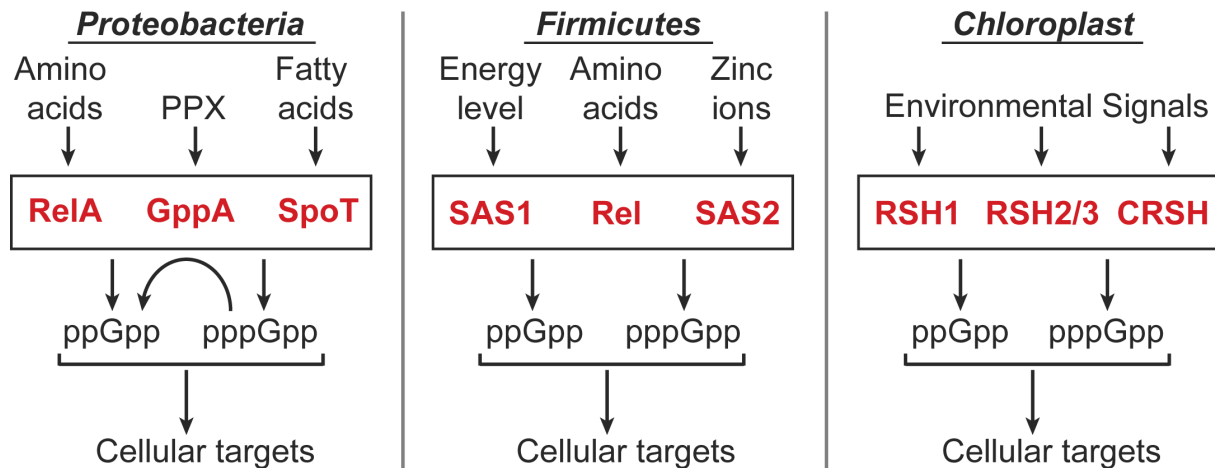 Proteobacteria
Amino
acids
PPX
Fatty
acids
RelA GppA SpoT
ppGpp pppGpp
Cellular targets
Firmicutes
Energy
level
Amino
acids
Zinc
ions
SAS1 Rel SAS2
ppGpp pppGpp
Cellular targets
Chloroplast
Environmental Signals
RSH1 RSH2/3 CRSH
ppGpp pppGpp
Cellular targets